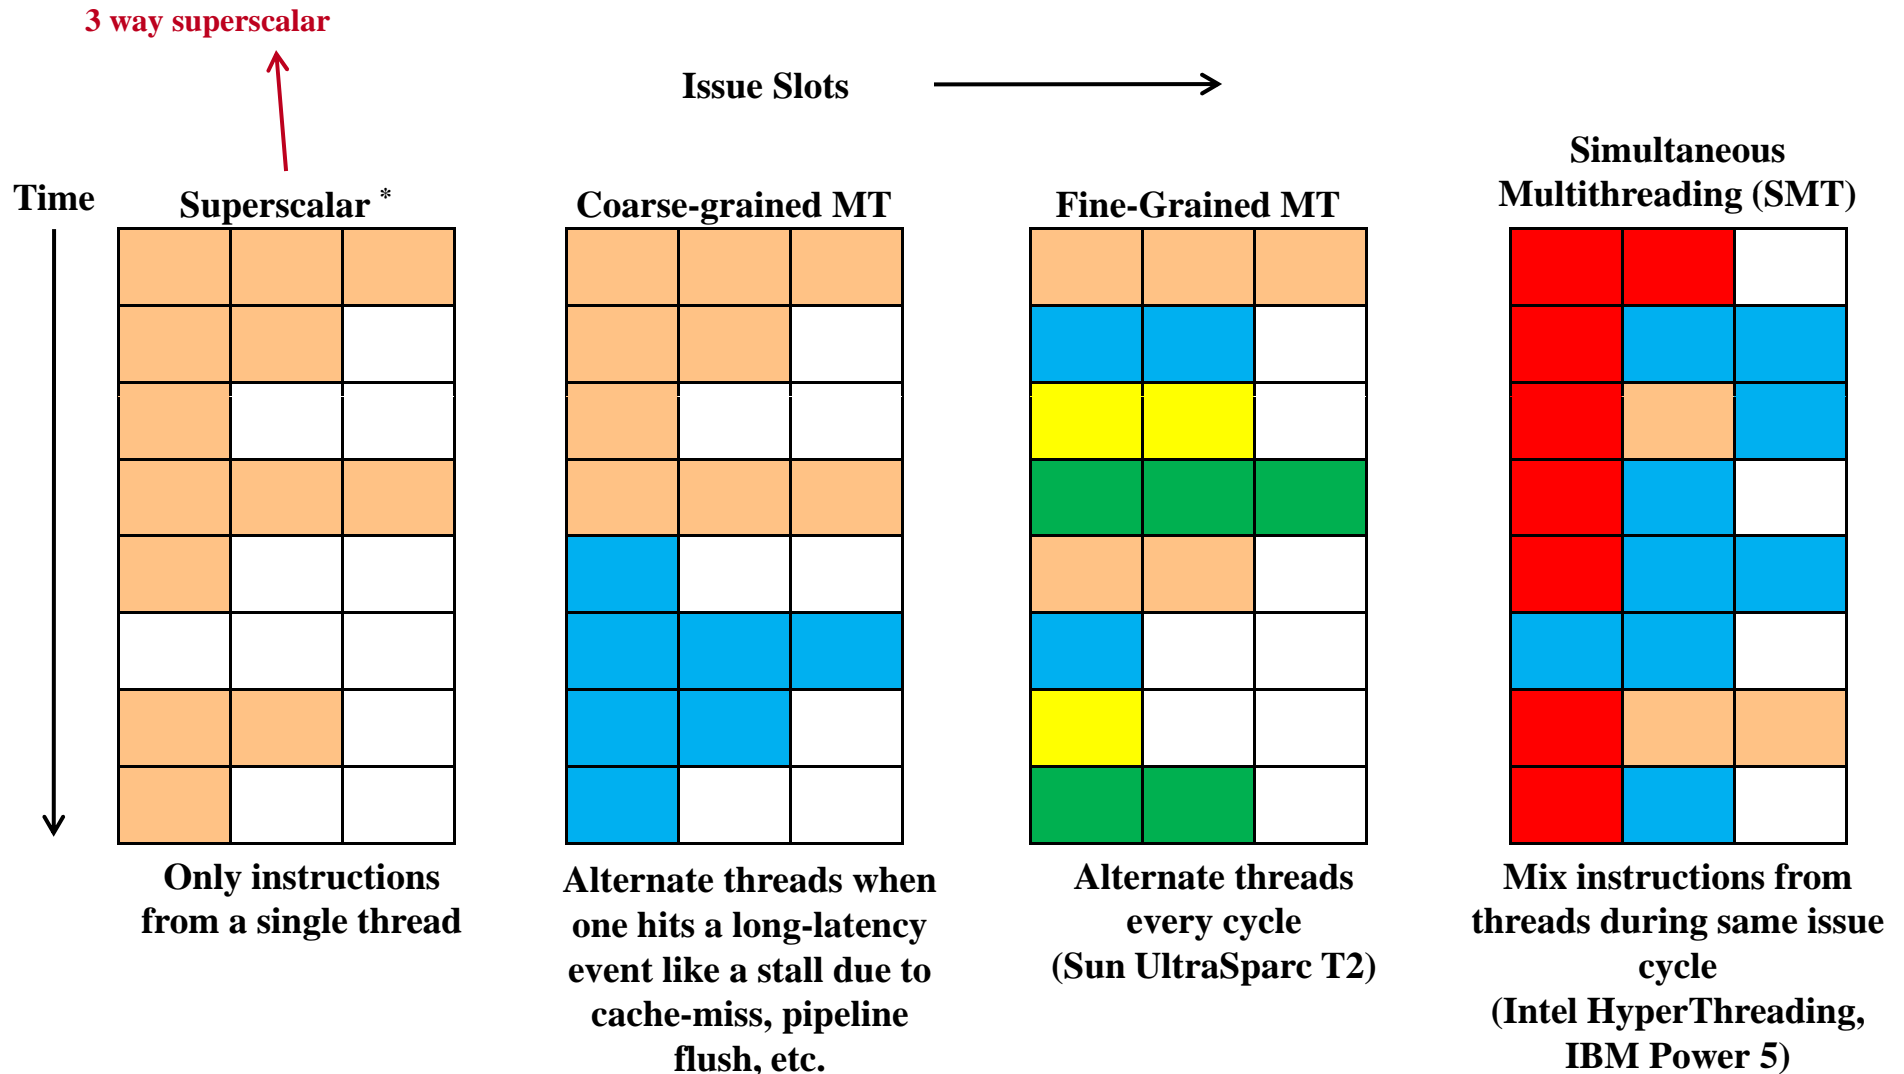 3 way superscalar
Issue Slots
Time
Superscalar *
Coarse-grained MT
Fine-Grained MT
Simultaneous
Multithreading (SMT)
Only instructions
from a single thread
Alternate threads when
one hits a long-latency
event like a stall due to
cache-miss, pipeline
flush, etc.
Alternate threads
every cycle
(Sun UltraSparc T2)
Mix instructions from
threads during same issue
cycle
(Intel HyperThreading,
IBM Power 5)